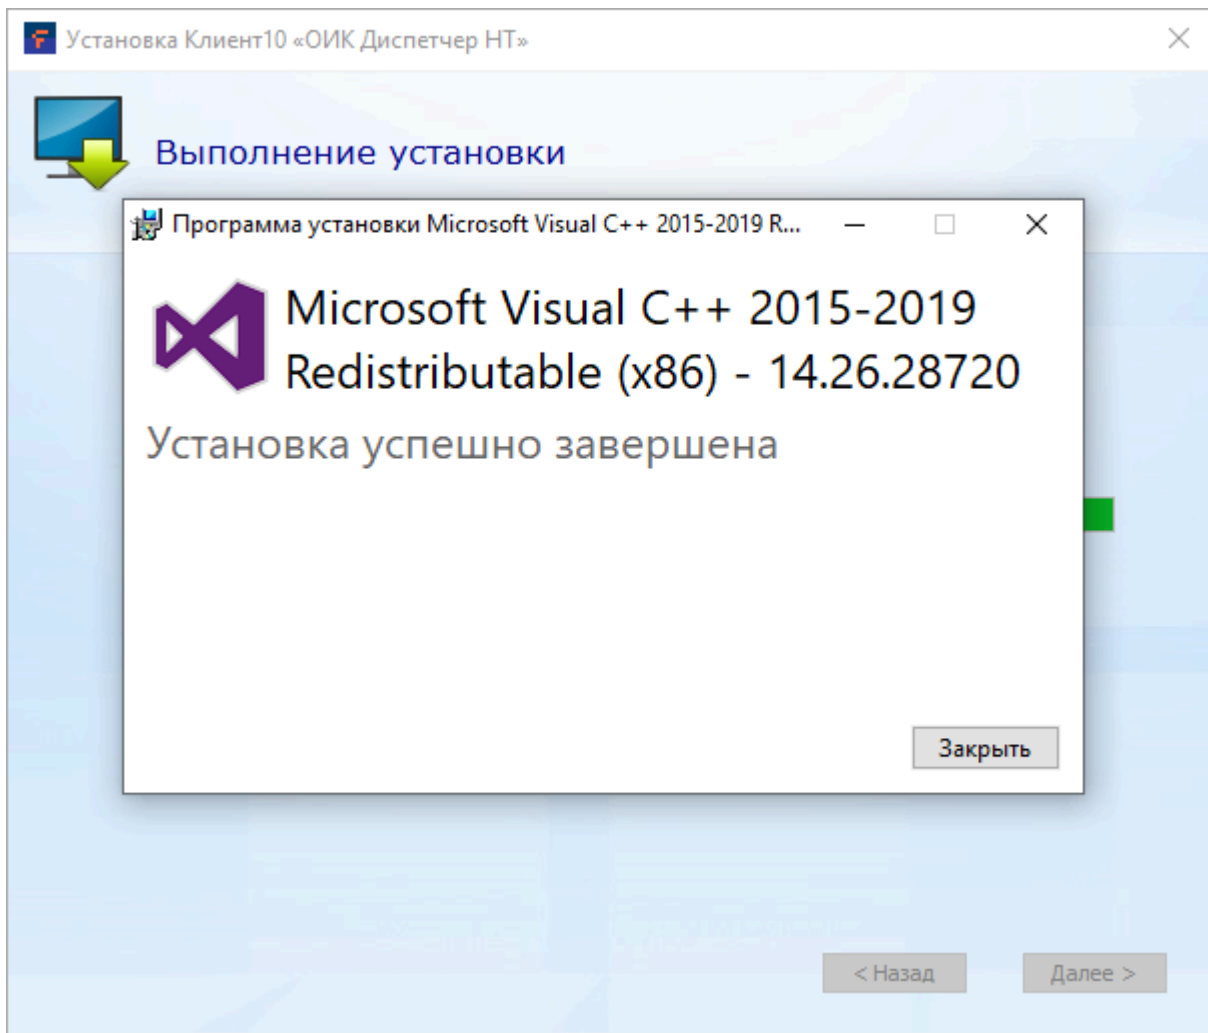 Установка Клиент10 «ОИК Диспетчер НТ»
Выполнение установки
Программа установки Microsoft Visual C++ 2015-2019 R...
Microsoft Visual C++ 2015-2019
Redistributable (x86) - 14.26.28720
Установка успешно завершена
Закрыть
< Назад
Далее >